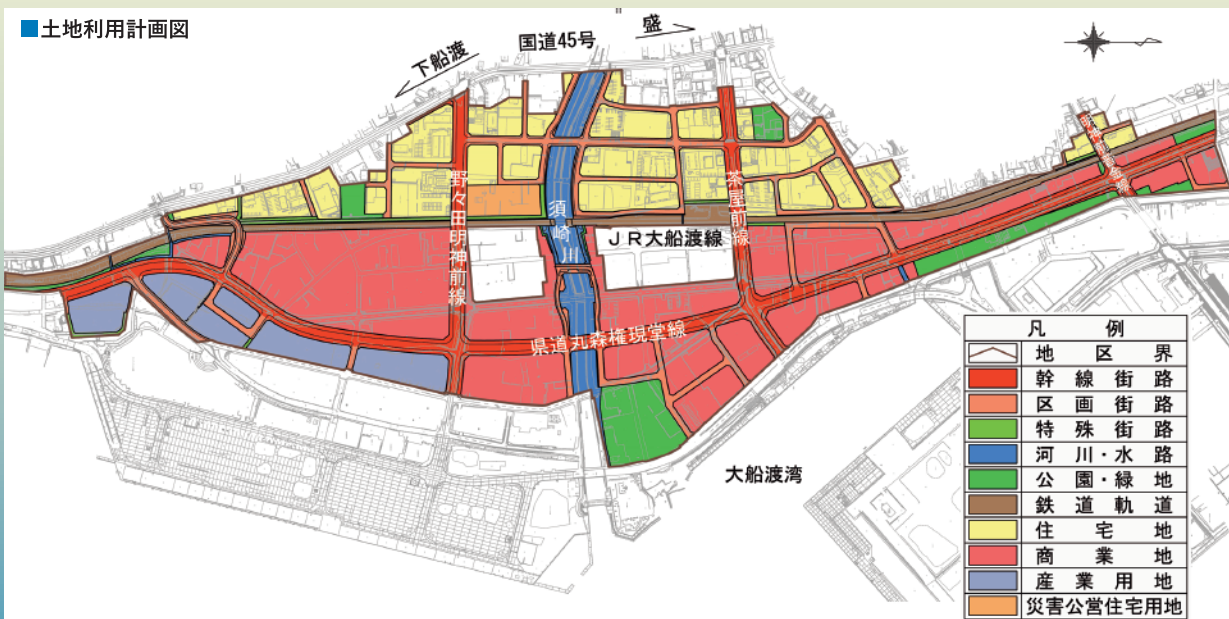 ■土地利用計画図
国道45号
盛
下船渡
野々田明神前線
須崎川
茶屋前線
JR大船渡線
県道丸森権現堂線
大船渡湾
凡例
地区界
幹線街路
区画街路
特殊街路
河川・水路
公園・緑地
鉄道軌道
住宅地
商業地
産業用地
災害公営住宅用地